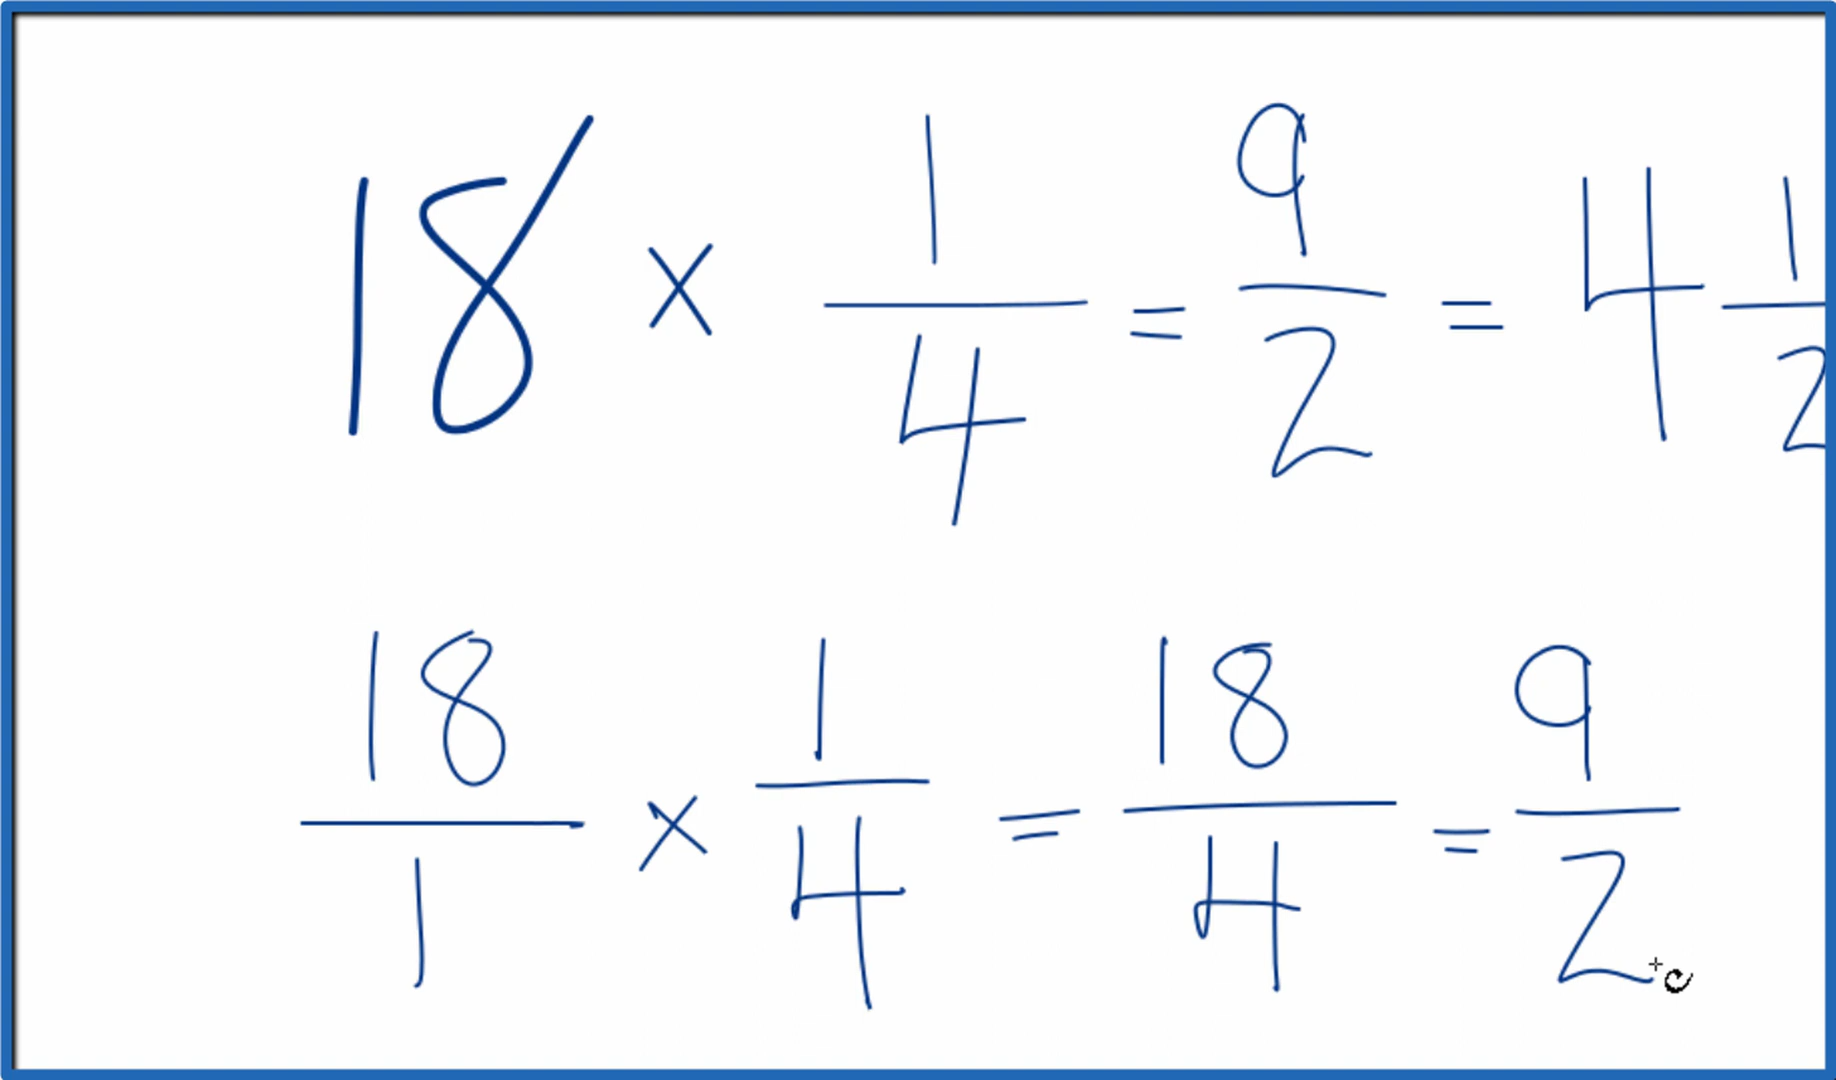 18 × 1/4 = 9/2 = 4 1/2
18/1 × 1/4 = 18/4 = 9/2